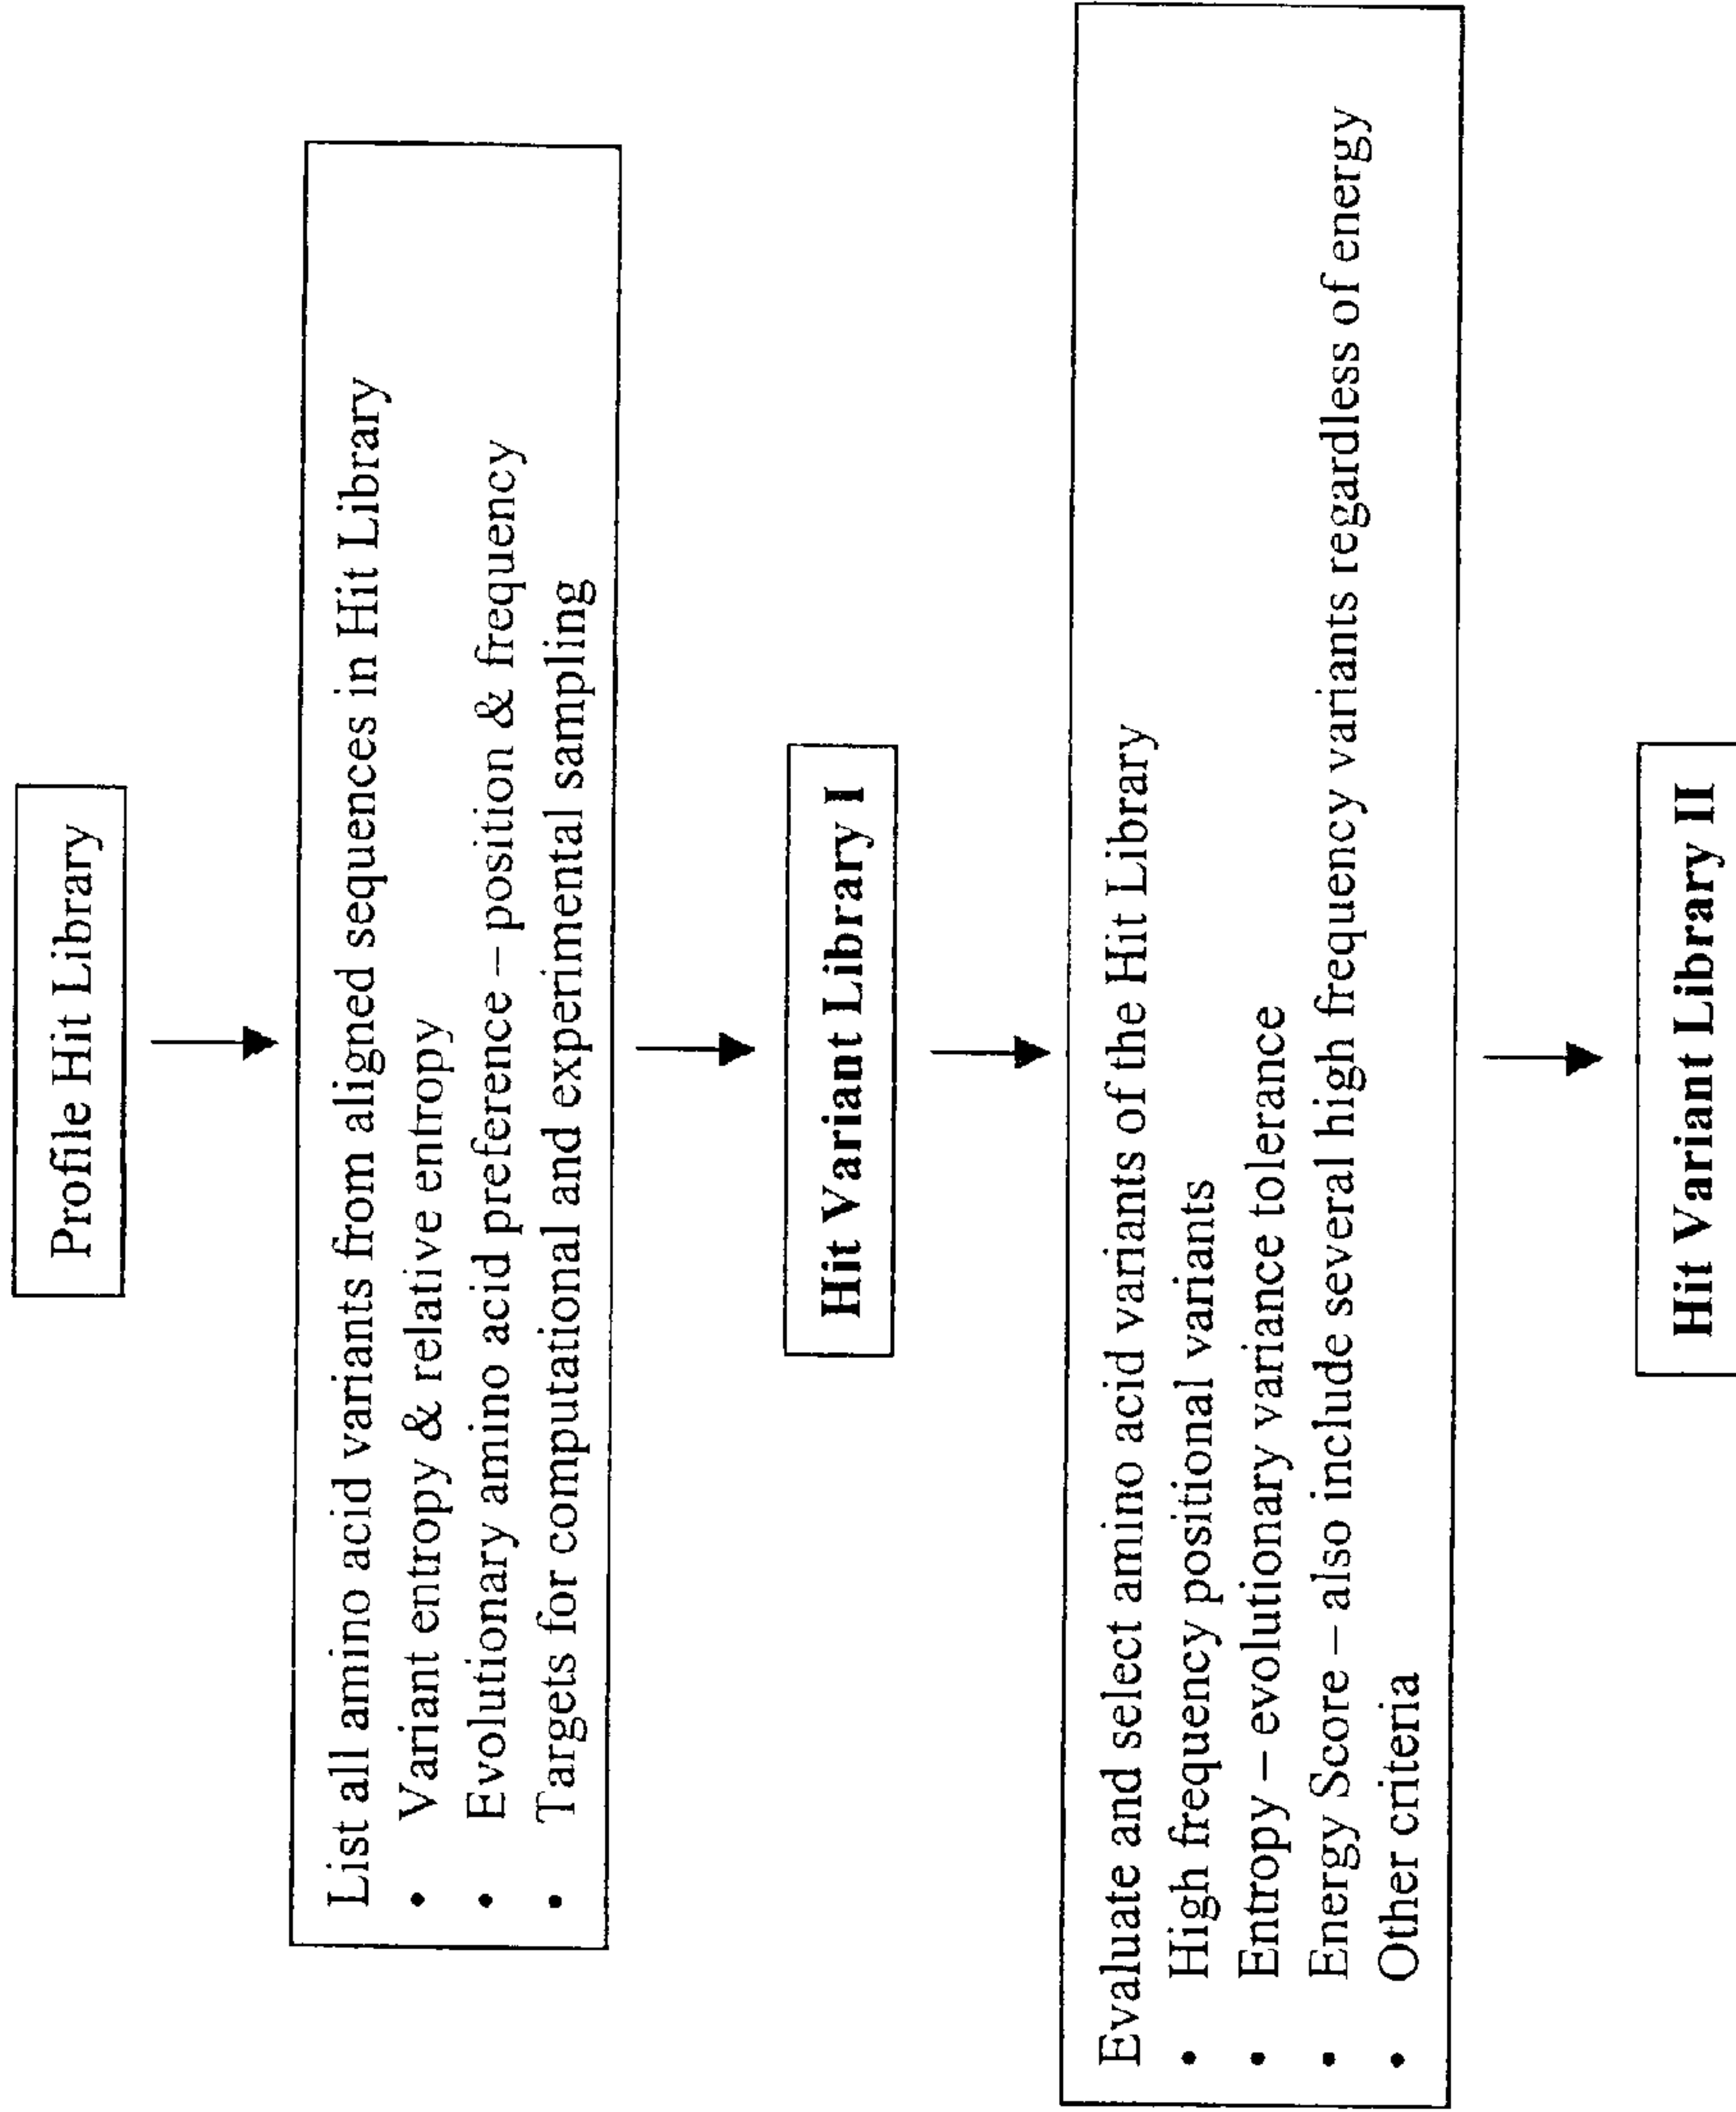 Profile Hit Library
List all amino acid variants from aligned sequences in Hit Library
• Variant entropy & relative entropy
• Evolutionary amino acid preference – position & frequency
• Targets for computational and experimental sampling
Hit Variant Library I
Evaluate and select amino acid variants of the Hit Library
• High frequency positional variants
• Entropy – evolutionary variance tolerance
• Energy Score – also include several high frequency variants regardless of energy
• Other criteria
Hit Variant Library II